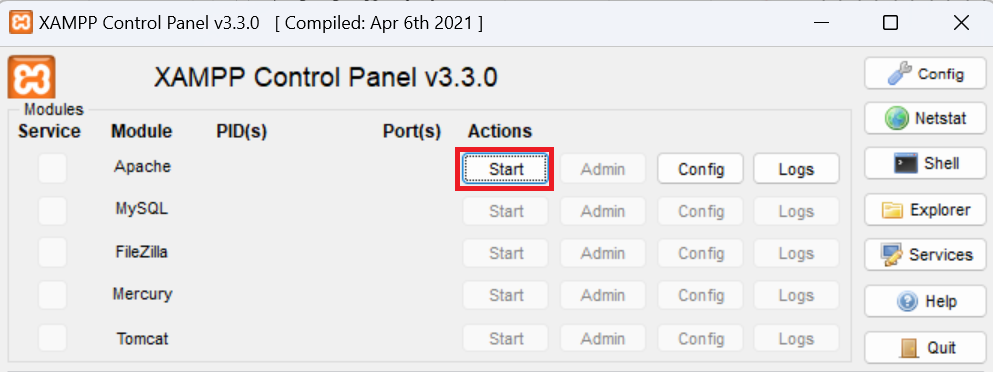 XAMPP Control Panel v3.3.0 [ Compiled: Apr 6th 2021 ]
XAMPP Control Panel v3.3.0
Modules
Service Module PID(s) Port(s) Actions
Apache Start Admin Config Logs
MySQL Start Admin Config Logs
FileZilla Start Admin Config Logs
Mercury Start Admin Config Logs
Tomcat Start Admin Config Logs
Config
Netstat
Shell
Explorer
Services
Help
Quit